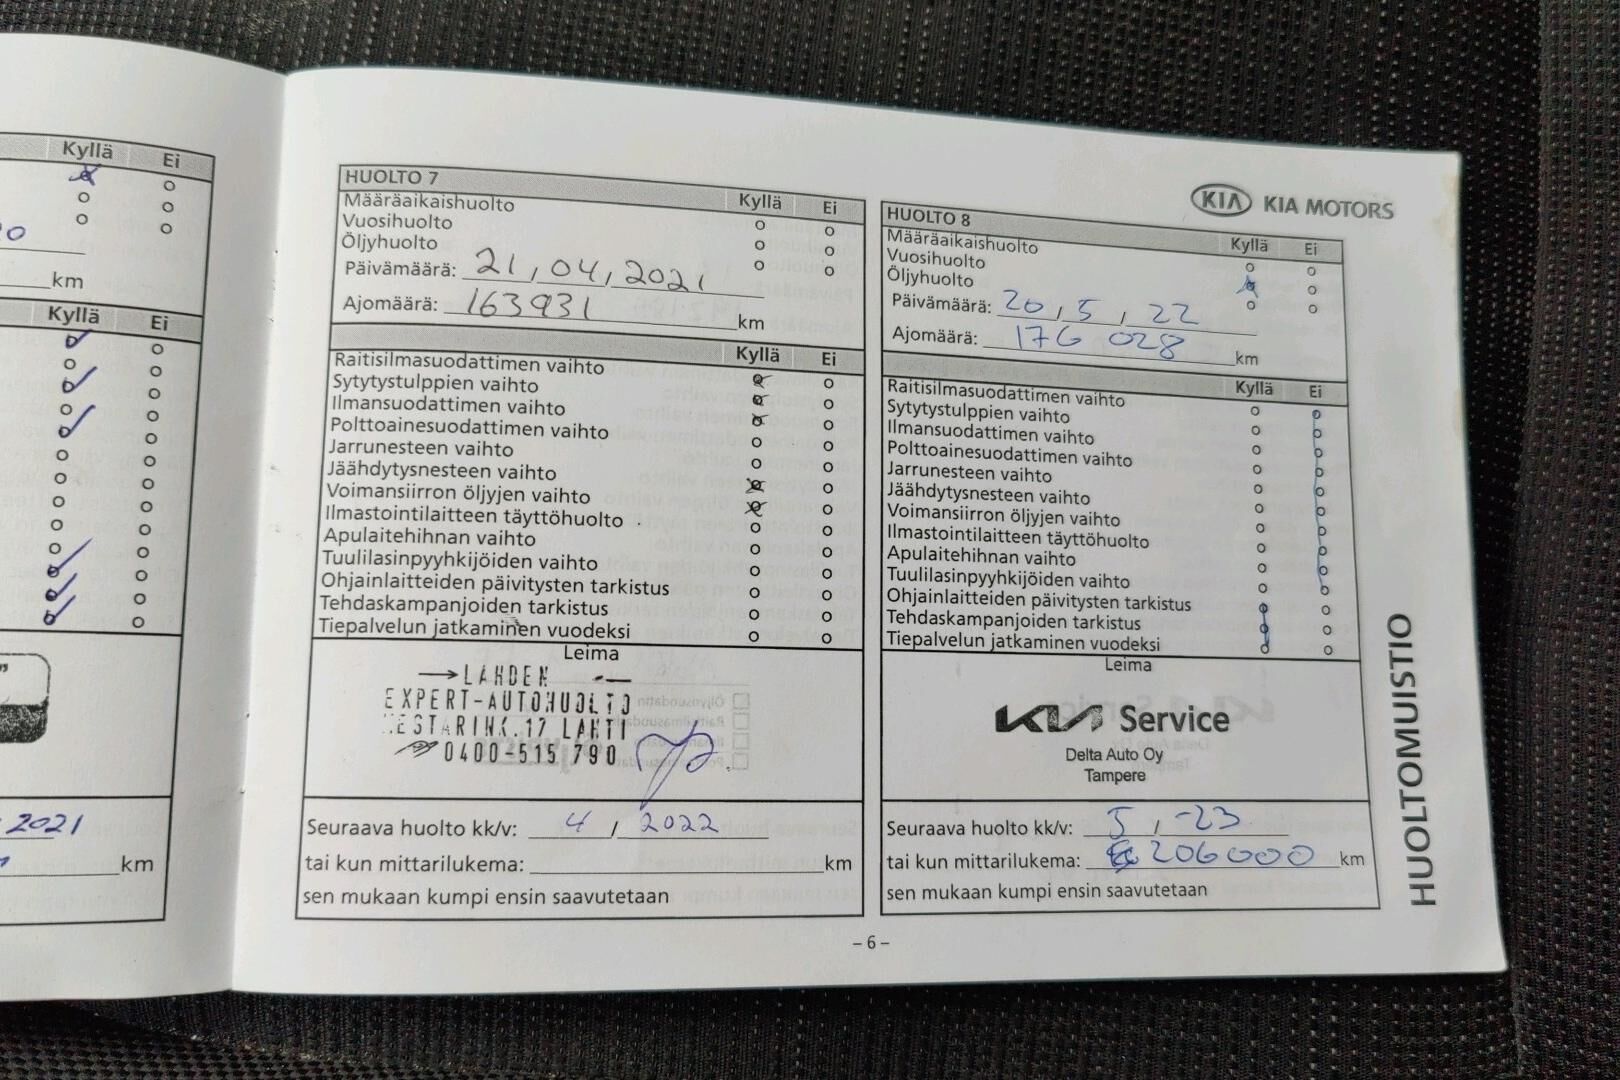 Kyllä Ei
km
Kyllä Ei
2021
km
HUOLTO 7
Kyllä Ei
Määräaikaishuolto
Vuosihuolto
Öljyhuolto
Päivämäärä: 21, 04, 2021
Ajomäärä: 163931 km
Kyllä Ei
Raitisilmasuodattimen vaihto
Sytytystulppien vaihto
Ilmansuodattimen vaihto
Polttoainesuodattimen vaihto
Jarrunesteen vaihto
Jäähdytysnesteen vaihto
Voimansiirron öljyjen vaihto
Ilmastointilaitteen täyttöhuolto
Apulaitehihnan vaihto
Tuulilasinpyyhkijöiden vaihto
Ohjainlaitteiden päivitysten tarkistus
Tehdaskampanjoiden tarkistus
Tiepalvelun jatkaminen vuodeksi
Leima
LAHDEN
EXPERT-AUTOHUOLTO
17 LAHTI
0400-515 790
Seuraava huolto kk/v: 4 / 2022
tai kun mittarilukema: km
sen mukaan kumpi ensin saavutetaan
KIA KIA MOTORS
HUOLTO 8
Kyllä Ei
Määräaikaishuolto
Vuosihuolto
Öljyhuolto
Päivämäärä: 20, 5, 22
Ajomäärä: 176 028 km
Kyllä Ei
Raitisilmasuodattimen vaihto
Sytytystulppien vaihto
Ilmansuodattimen vaihto
Polttoainesuodattimen vaihto
Jarrunesteen vaihto
Jäähdytysnesteen vaihto
Voimansiirron öljyjen vaihto
Ilmastointilaitteen täyttöhuolto
Apulaitehihnan vaihto
Tuulilasinpyyhkijöiden vaihto
Ohjainlaitteiden päivitysten tarkistus
Tehdaskampanjoiden tarkistus
Tiepalvelun jatkaminen vuodeksi
Leima
KIA Service
Delta Auto Oy
Tampere
Seuraava huolto kk/v: 5 / -23
tai kun mittarilukema: 206000 km
sen mukaan kumpi ensin saavutetaan
HUOLTOMUISTIO
– 6 –